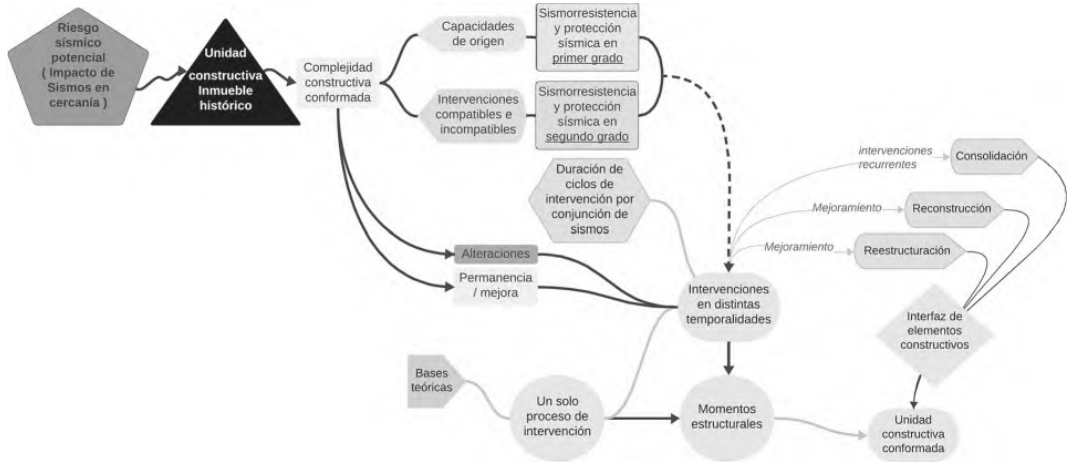 Riesgo
sísmico
potencial
( Impacto de
Sismos en
cercanía )
Unidad
constructiva
Inmueble
histórico
Complejidad
constructiva
conformada
Capacidades
de origen
Sismorresistencia
y protección
sísmica en
primer grado
Intervenciones
compatibles e
incompatibles
Sismorresistencia
y protección
sísmica en
segundo grado
Duración de
ciclos de
intervención por
conjunción de
sismos
intervenciones
recurrentes
Consolidación
Mejoramiento
Reconstrucción
Mejoramiento
Reestructuración
Alteraciones
Permanencia
/ mejora
Intervenciones
en distintas
temporalidades
Interfaz de
elementos
constructivos
Bases
teóricas
Un solo
proceso de
intervención
Momentos
estructurales
Unidad
constructiva
conformada